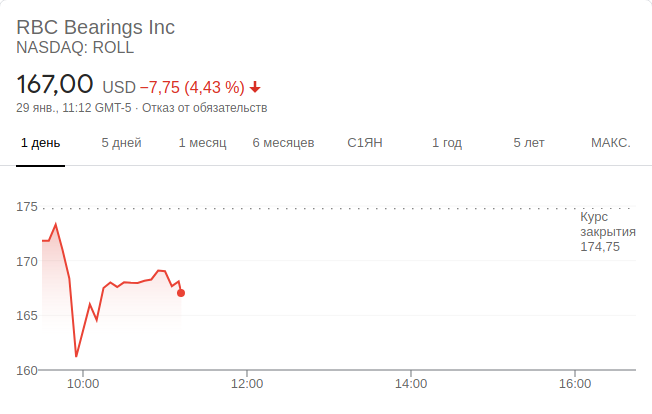 RBC Bearings Inc
NASDAQ: ROLL
167,00 USD −7,75 (4,43 %)
29 янв., 11:12 GMT-5 · Отказ от обязательств
1 день 5 дней 1 месяц 6 месяцев С1ЯН 1 год 5 лет МАКС.
175
Курс
закрытия
174,75
170
165
160
10:00 12:00 14:00 16:00